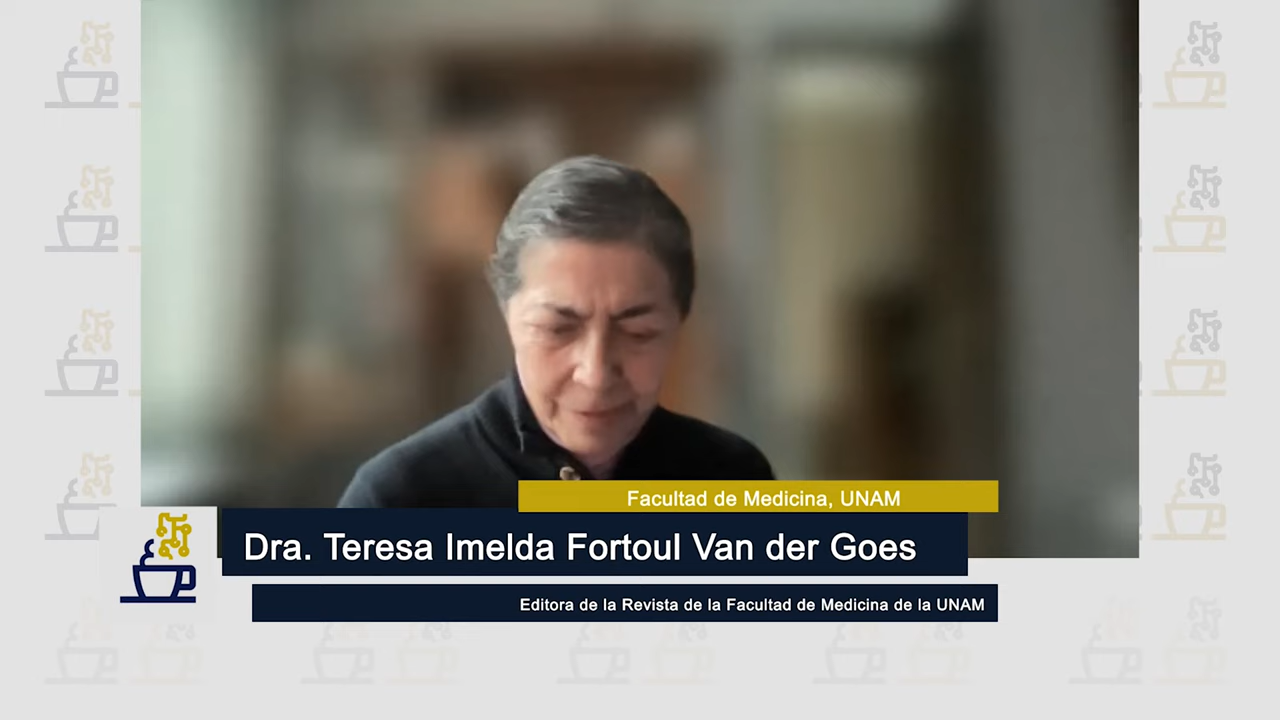 Facultad de Medicina, UNAM
Dra. Teresa Imelda Fortoul Van der Goes
Editora de la Revista de la Facultad de Medicina de la UNAM